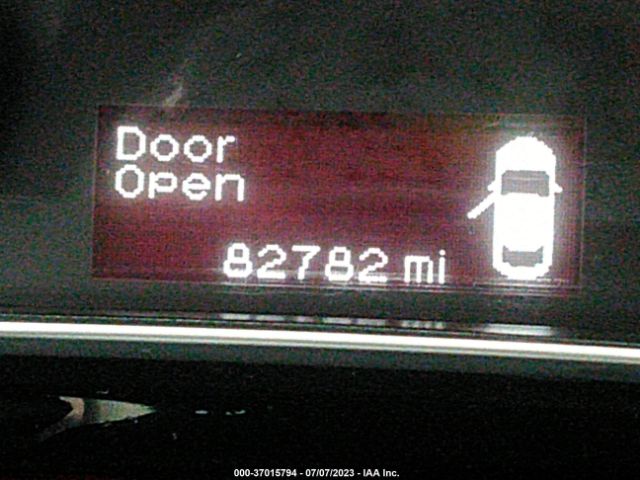 Door
Open
82782 mi
000-37015794 - 07/07/2023 - IAA Inc.